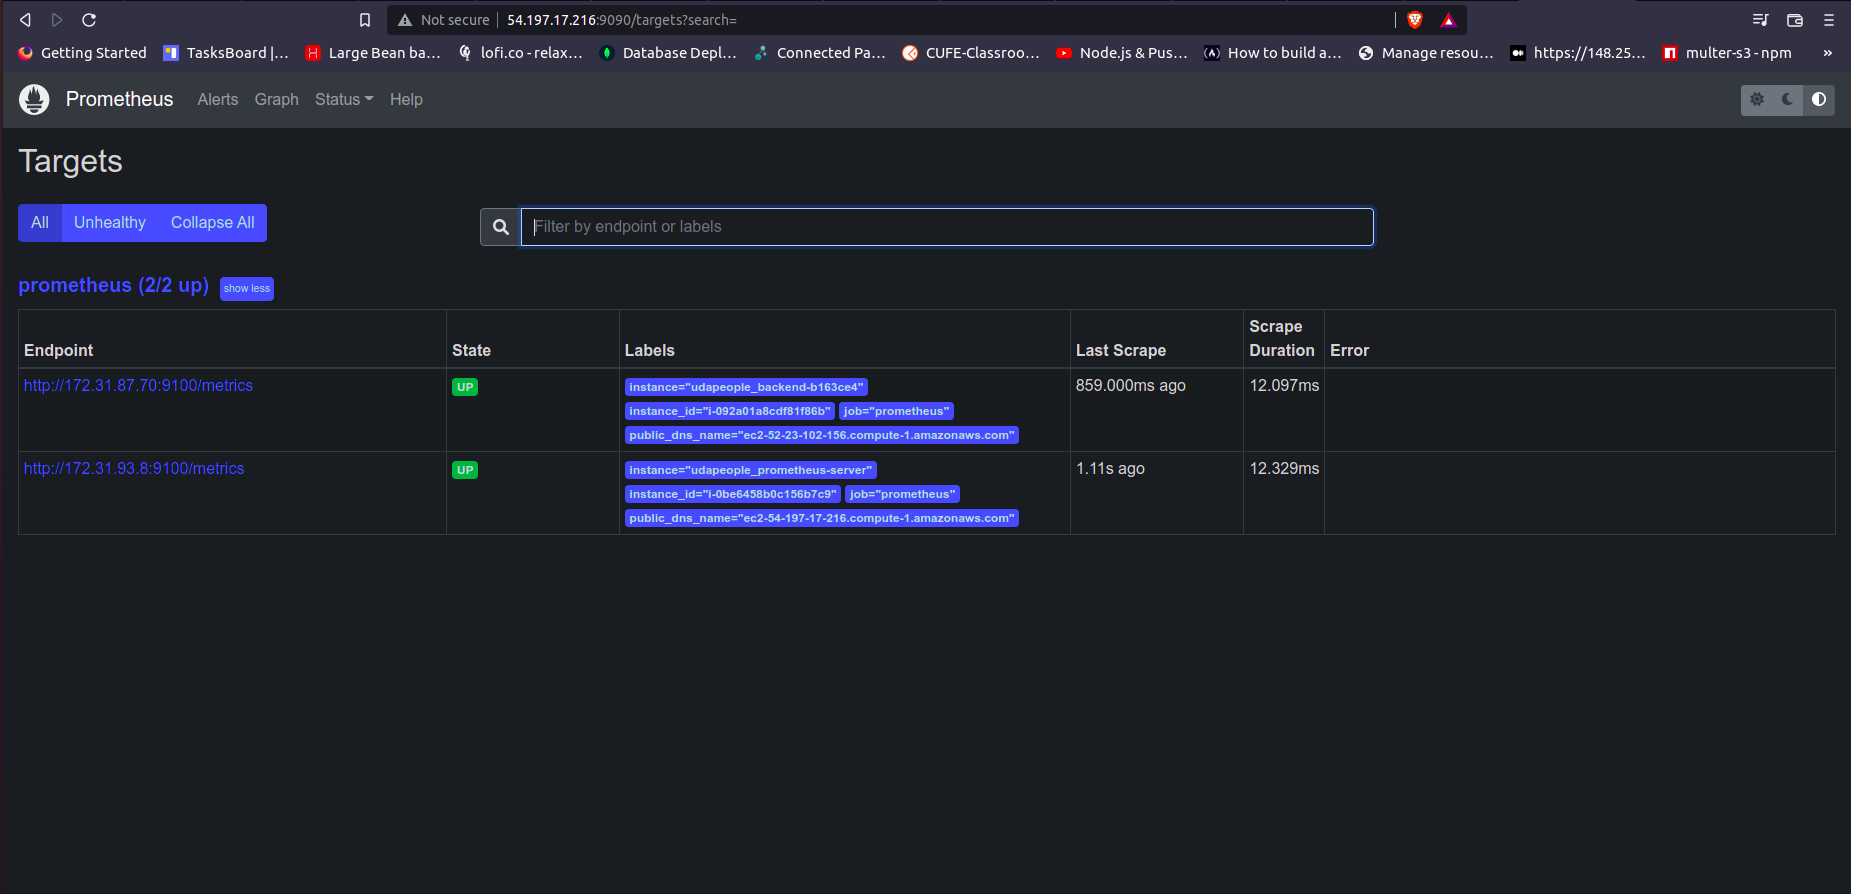 Not secure | 54.197.17.216:9090/targets?search=
Getting Started TasksBoard |... Large Bean ba... lofi.co - relax... Database Depl... Connected Pa... CUFE-Classroo... Node.js & Pus... How to build a... Manage resou... https://148.25... multer-s3 - npm »
Prometheus Alerts Graph Status Help
Targets
All Unhealthy Collapse All
Filter by endpoint or labels
prometheus (2/2 up) show less
Endpoint State Labels Last Scrape Scrape Duration Error
http://172.31.87.70:9100/metrics UP instance="udapeople_backend-b163ce4" 859.000ms ago 12.097ms
instance_id="i-092a01a8cdf81f86b" job="prometheus"
public_dns_name="ec2-52-23-102-156.compute-1.amazonaws.com"
http://172.31.93.8:9100/metrics UP instance="udapeople_prometheus-server" 1.11s ago 12.329ms
instance_id="i-0be6458b0c156b7c9" job="prometheus"
public_dns_name="ec2-54-197-17-216.compute-1.amazonaws.com"